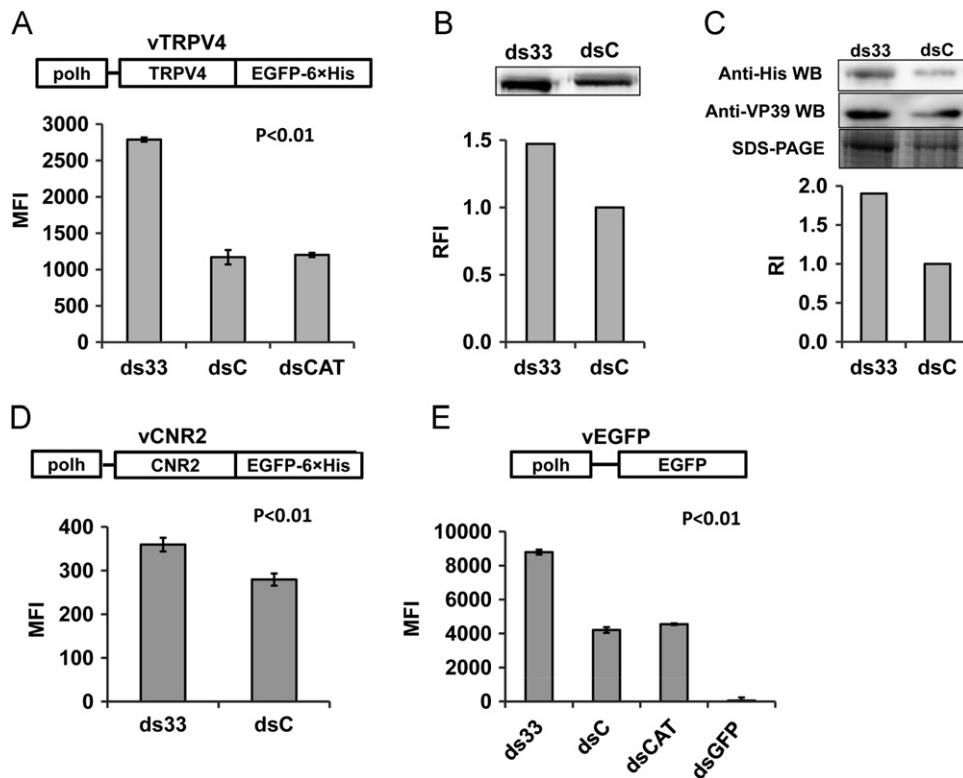 A
vTRPV4
polh TRPV4 EGFP-6×His
P<0.01
3000
2500
2000
1500
1000
500
0
MFI
ds33 dsC dsCAT
B
ds33 dsC
1.5
1.0
0.5
0.0
RFI
ds33 dsC
C
ds33 dsC
Anti-His WB
Anti-VP39 WB
SDS-PAGE
2.0
1.5
1.0
0.5
0.0
RI
ds33 dsC
D
vCNR2
polh CNR2 EGFP-6×His
P<0.01
400
300
200
100
0
MFI
ds33 dsC
E
vEGFP
polh EGFP
P<0.01
10000
8000
6000
4000
2000
0
MFI
ds33 dsC dsCAT dsGFP